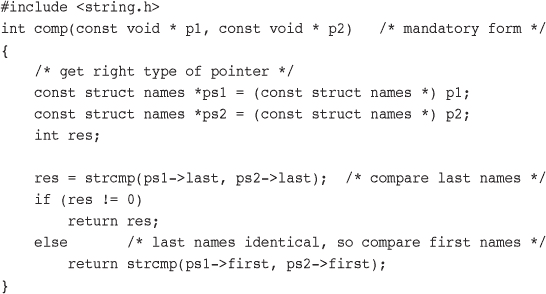 #include <string.h>
int comp(const void * p1, const void * p2)   /* mandatory form */
{
    /* get right type of pointer */
    const struct names *ps1 = (const struct names *) p1;
    const struct names *ps2 = (const struct names *) p2;
    int res;

    res = strcmp(ps1->last, ps2->last);  /* compare last names */
    if (res != 0)
        return res;
    else       /* last names identical, so compare first names */
        return strcmp(ps1->first, ps2->first);
}